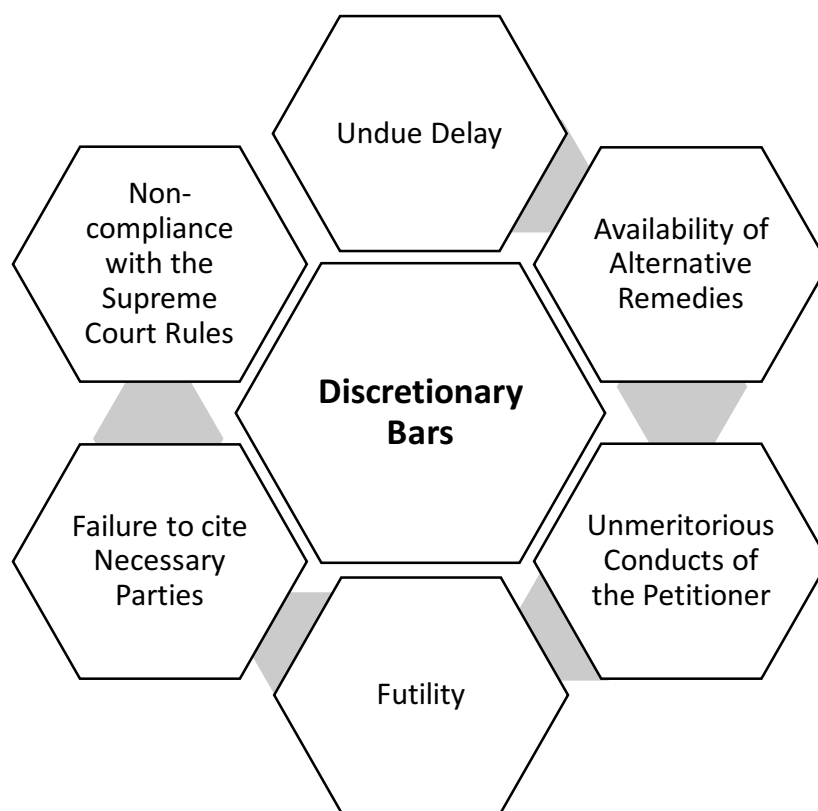 Undue Delay
Non-
compliance
with the
Supreme
Court Rules
Availability of
Alternative
Remedies
Discretionary
Bars
Failure to cite
Necessary
Parties
Unmeritorious
Conducts of
the Petitioner
Futility